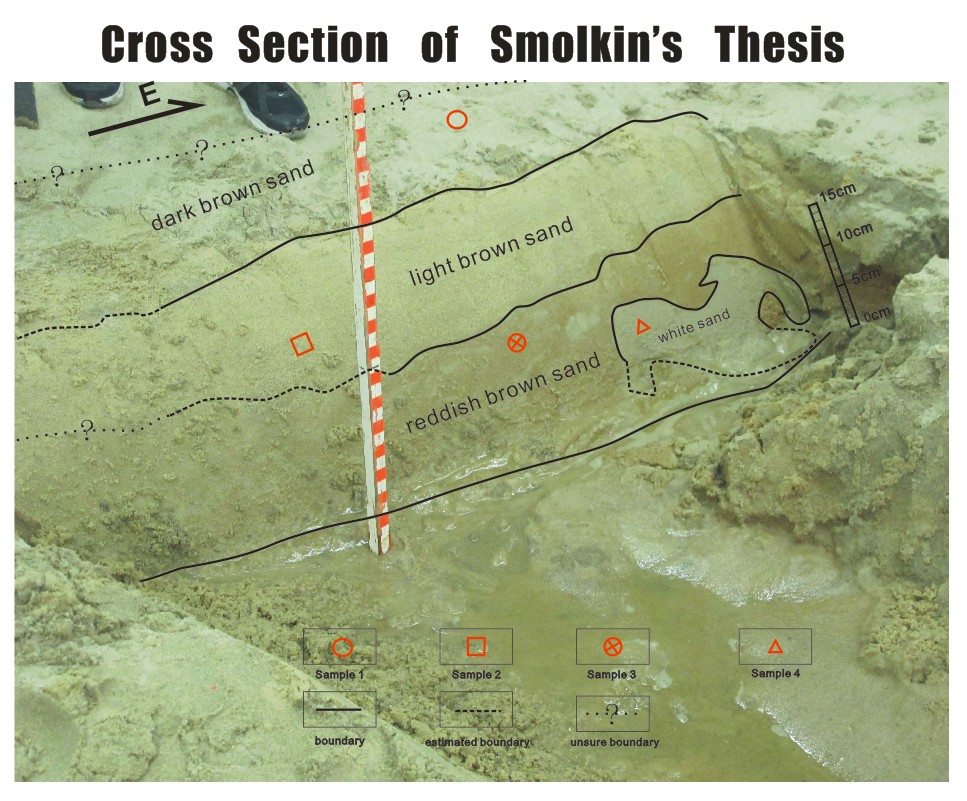 Cross Section of Smolkin's Thesis
E
?
?
?
dark brown sand
light brown sand
15cm
10cm
5cm
0cm
white sand
reddish brown sand
?
Sample 1
Sample 2
Sample 3
Sample 4
?
boundary
estimated boundary
unsure boundary